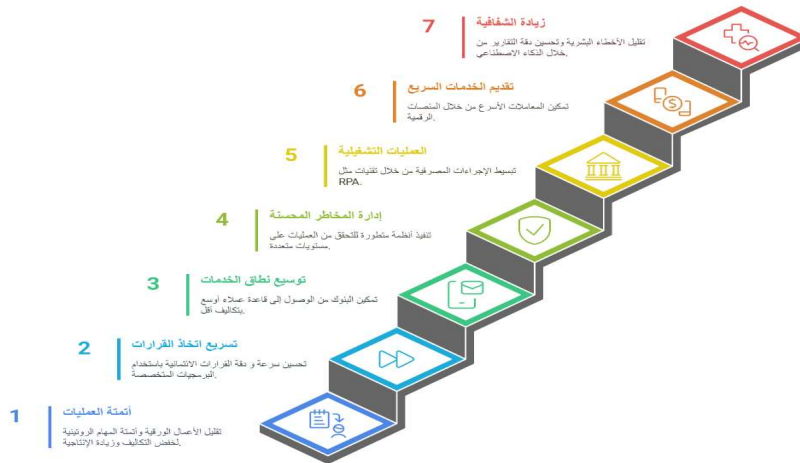 7
زيادة الشفافية
تقليل الأخطاء البشرية وتحسين دقة التقارير من
خلال الذكاء الاصطناعي.
6
تقديم الخدمات السريع
تمكين المعاملات الأسرع من خلال المنصات
الرقمية.
5
العمليات التشغيلية
تبسيط الإجراءات المصرفية من خلال تقنيات مثل
RPA.
4
إدارة المخاطر المحسنة
تنفيذ أنظمة متطورة للتحقق من العمليات على
مستويات متعددة.
3
توسيع نطاق الخدمات
تمكين البنوك من الوصول إلى قاعدة عملاء أوسع
بتكاليف أقل.
2
تسريع اتخاذ القرارات
تحسين سرعة و دقة القرارات الائتمانية باستخدام
البرمجيات المتخصصة.
1
أتمتة العمليات
تقليل الأعمال الورقية وأتمتة المهام الروتينية
لخفض التكاليف وزيادة الإنتاجية.